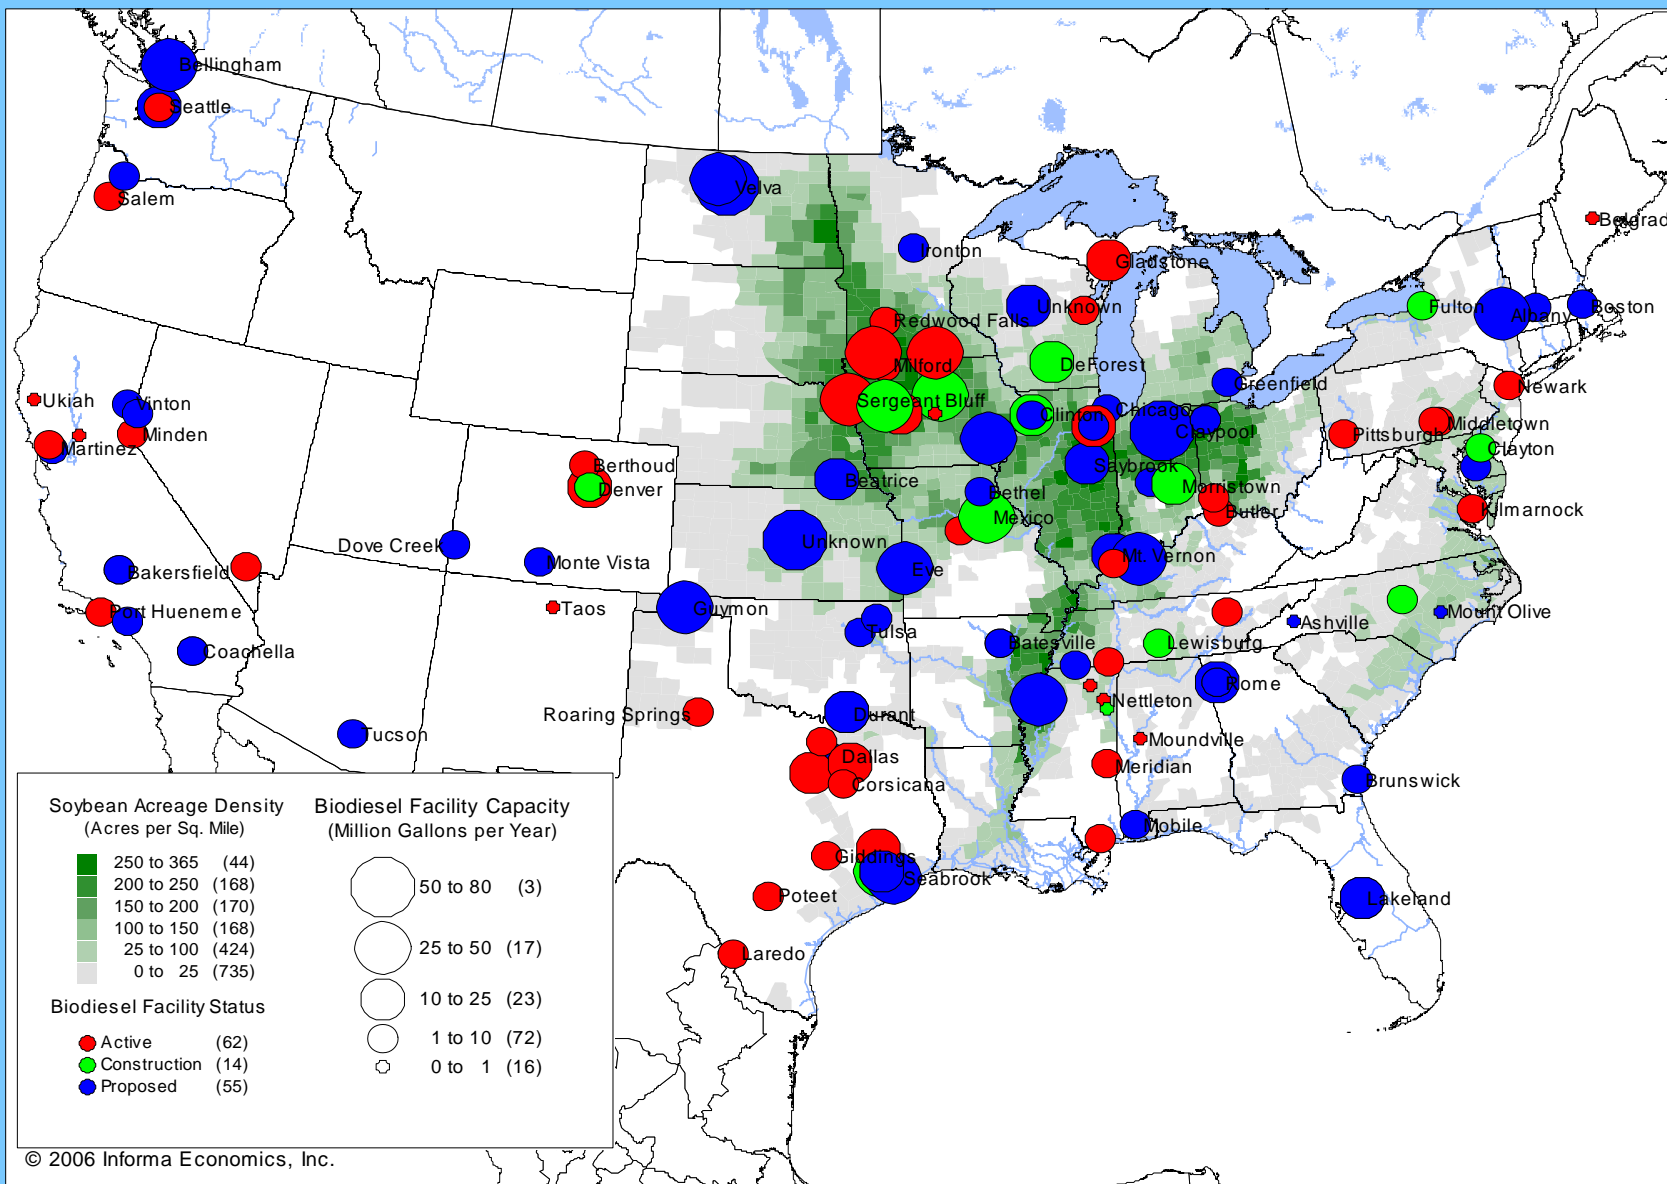 Bellingham
Seattle
Salem
Velva
Ironton
Gladstone
Belgrad
Unknown
Redwood Falls
Fulton
Albany
Boston
Milford
DeForest
Greenfield
Newark
Ukiah
Vinton
Minden
Martinez
Sergeant Bluff
Clinton
Chicago
Claypool
Pittsburgh
Middletown
Clayton
Berthoud
Denver
Beatrice
Saybrook
Bethel
Morristown
Mexico
Butler
Kilmarnock
Dove Creek
Monte Vista
Unknown
Eve
Mt. Vernon
Bakersfield
Port Hueneme
Coachella
Taos
Guymon
Tulsa
Batesville
Lewisburg
Ashville
Mount Olive
Rome
Nettleton
Roaring Springs
Durant
Tucson
Moundville
Dallas
Meridian
Corsicana
Brunswick
Mobile
Giddings
Seabrook
Poteet
Lakeland
Laredo
Soybean Acreage Density
(Acres per Sq. Mile)
250 to 365 (44)
200 to 250 (168)
150 to 200 (170)
100 to 150 (168)
25 to 100 (424)
0 to 25 (735)
Biodiesel Facility Status
Active (62)
Construction (14)
Proposed (55)
Biodiesel Facility Capacity
(Million Gallons per Year)
50 to 80 (3)
25 to 50 (17)
10 to 25 (23)
1 to 10 (72)
0 to 1 (16)
© 2006 Informa Economics, Inc.